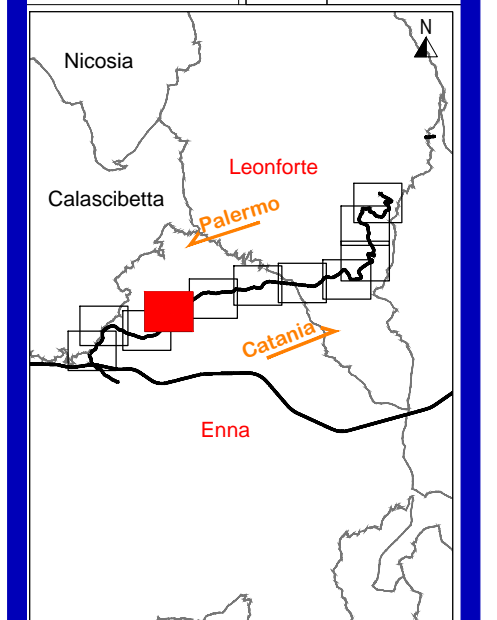 N
Nicosia
Leonforte
Calascibetta
Palermo
Catania
Enna